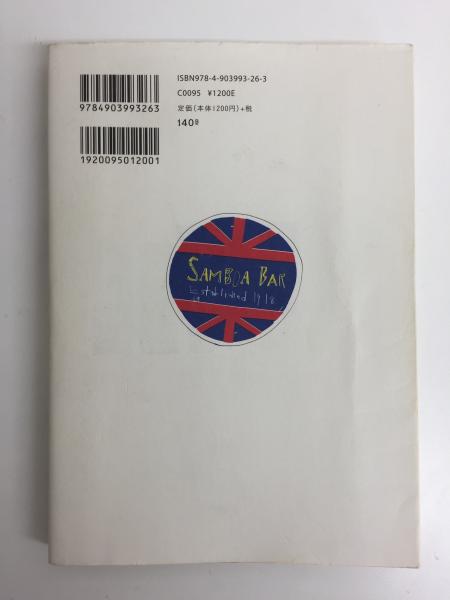 ISBN978-4-903993-26-3
C0095 ¥1200E
定価(本体1200円)+税
140B
9784903993263
1920095012001
SAMBOA BAR
Established 1918